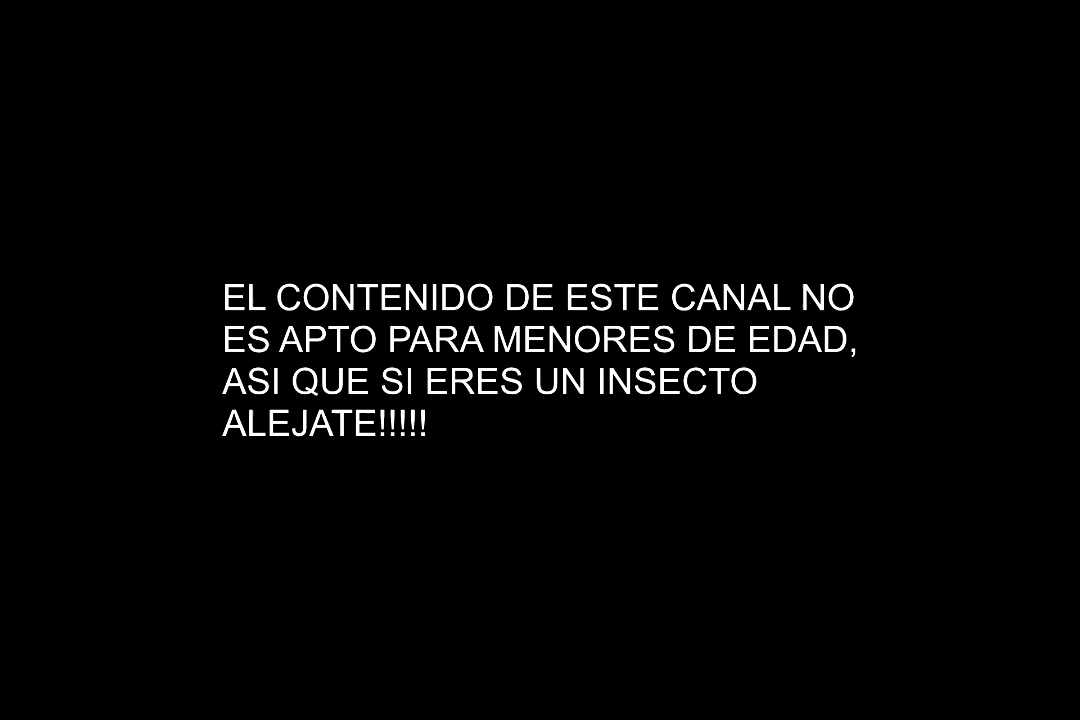 EL CONTENIDO DE ESTE CANAL NO
ES APTO PARA MENORES DE EDAD,
ASI QUE SI ERES UN INSECTO
ALEJATE!!!!!